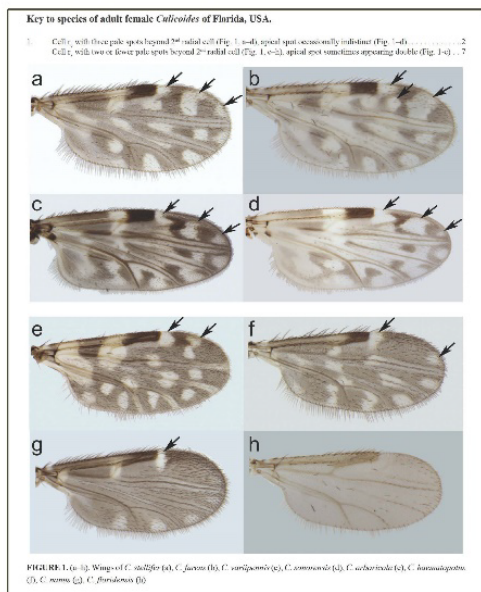 Key to species of adult female Culicoides of Florida, USA.
1. Cell r3 with three pale spots beyond 2nd radial cell (Fig. 1, a–d), apical spot occasionally indistinct (Fig. 1–d) ..................2
Cell r3 with two or fewer pale spots beyond 2nd radial cell (Fig. 1, e–h), apical spot sometimes appearing double (Fig. 1-e) . . 7
a
b
c
d
e
f
g
h
FIGURE 1. (a–h). Wings of C. stellifer (a), C. furens (b), C. variipennis (c), C. sonorensis (d), C. arboricola (e), C. haematopotus
(f), C. nanus (g), C. floridensis (h)